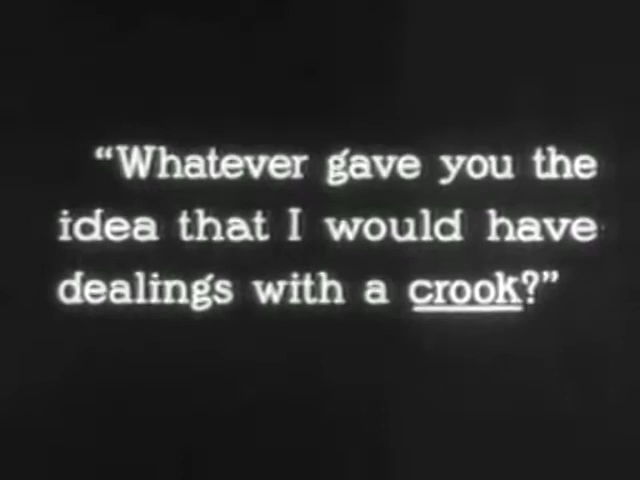 “Whatever gave you the
idea that I would have
dealings with a crook?”